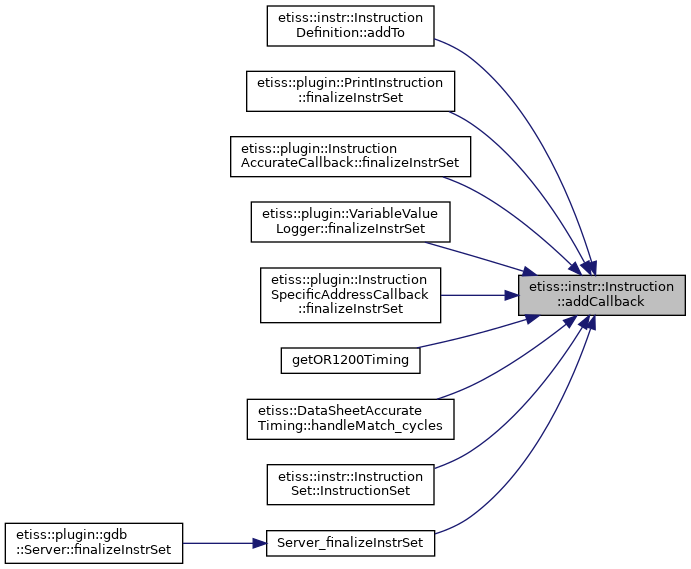 etiss::instr::Instruction
Definition::addTo
etiss::plugin::PrintInstruction
::finalizeInstrSet
etiss::plugin::Instruction
AccurateCallback::finalizeInstrSet
etiss::plugin::VariableValue
Logger::finalizeInstrSet
etiss::plugin::Instruction
SpecificAddressCallback
::finalizeInstrSet
etiss::instr::Instruction
::addCallback
getOR1200Timing
etiss::DataSheetAccurate
Timing::handleMatch_cycles
etiss::instr::Instruction
Set::InstructionSet
etiss::plugin::gdb
::Server::finalizeInstrSet
Server_finalizeInstrSet